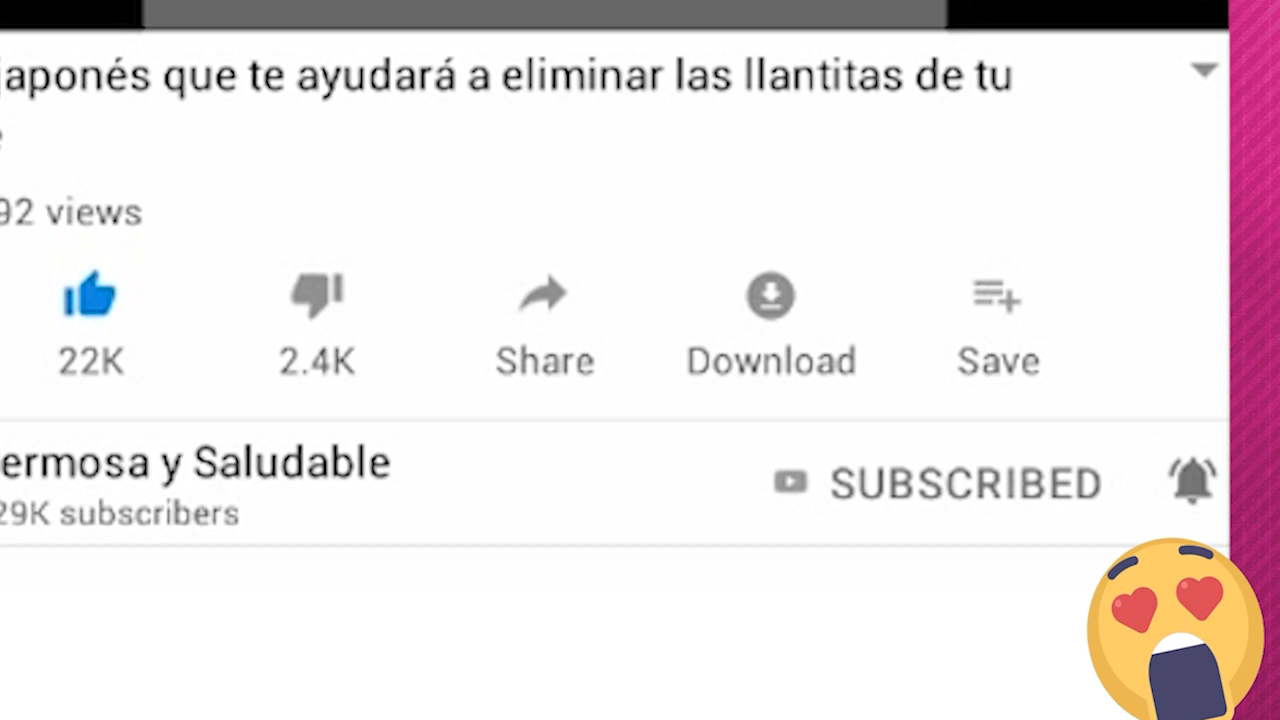 japonés que te ayudará a eliminar las llantitas de tu
92 views
22K
2.4K
Share
Download
Save
ermosa y Saludable
29K subscribers
SUBSCRIBED